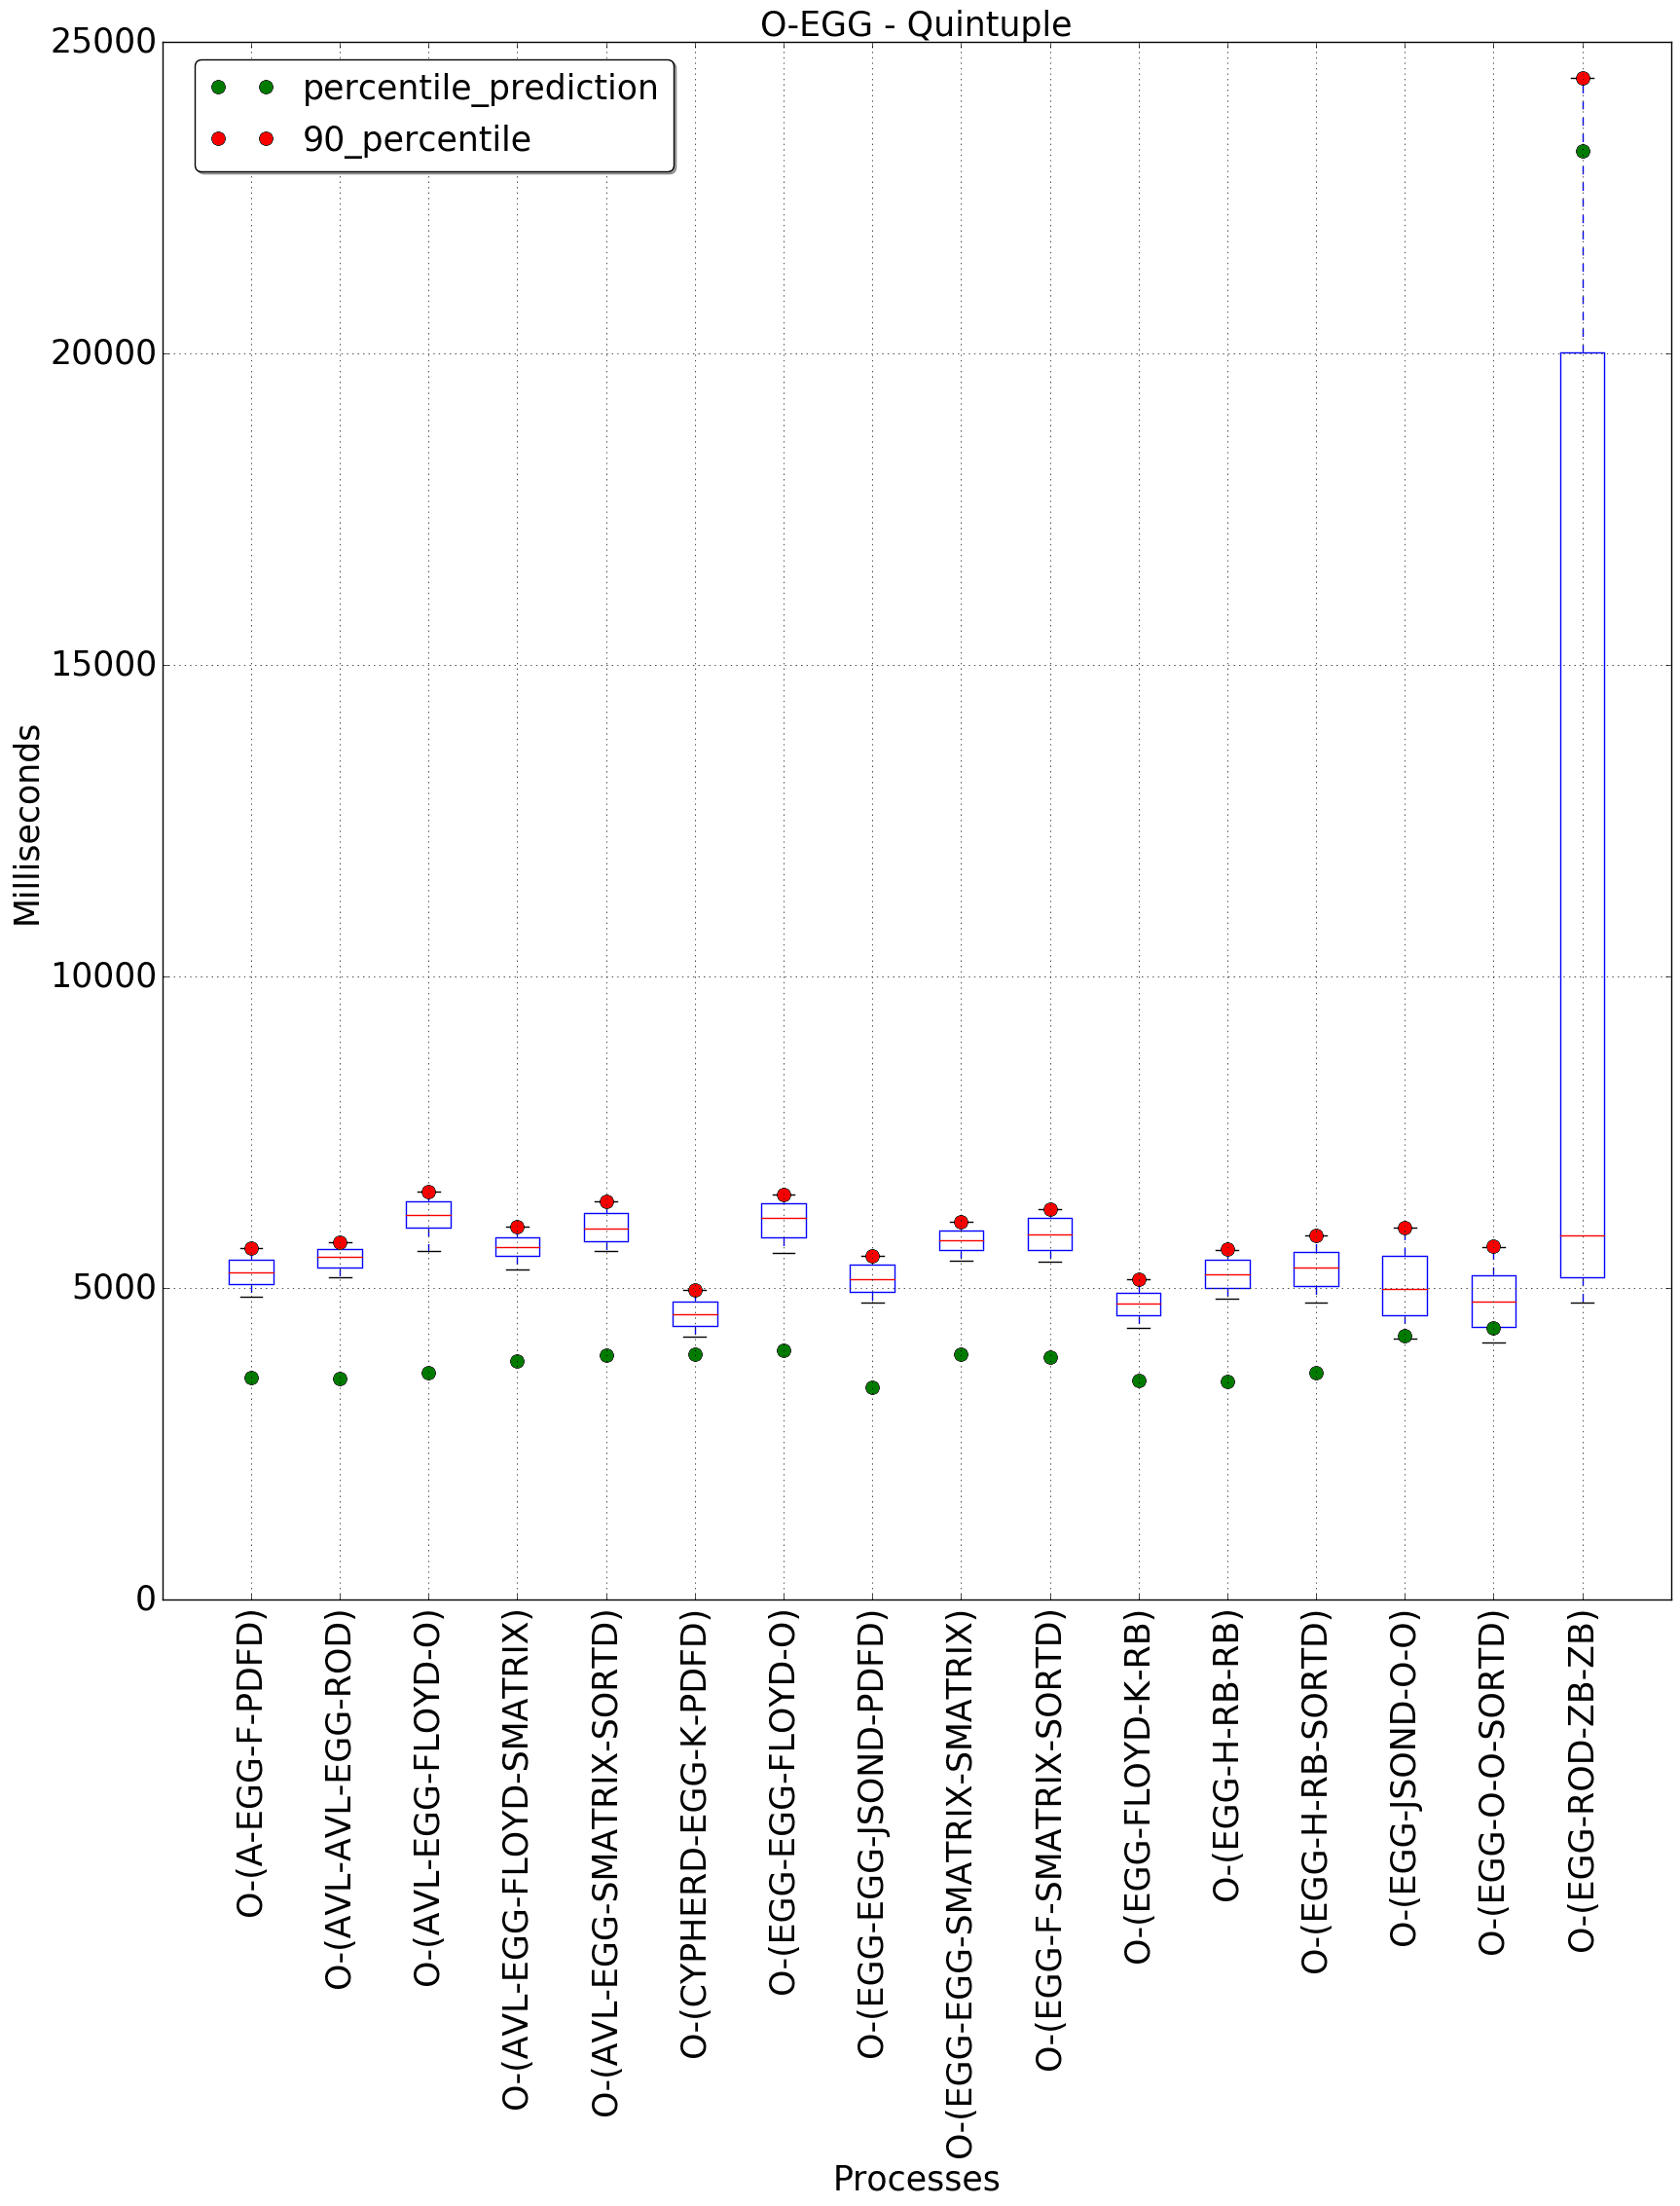 O-EGG - Quintuple
percentile_prediction
90_percentile
25000
20000
15000
10000
5000
0
Milliseconds
O-(A-EGG-F-PDFD)
O-(AVL-AVL-EGG-ROD)
O-(AVL-EGG-FLOYD-O)
O-(AVL-EGG-FLOYD-SMATRIX)
O-(AVL-EGG-SMATRIX-SORTD)
O-(CYPHERD-EGG-K-PDFD)
O-(EGG-EGG-FLOYD-O)
O-(EGG-EGG-JSOND-PDFD)
O-(EGG-EGG-SMATRIX-SMATRIX)
O-(EGG-F-SMATRIX-SORTD)
O-(EGG-FLOYD-K-RB)
O-(EGG-H-RB-RB)
O-(EGG-H-RB-SORTD)
O-(EGG-JSOND-O-O)
O-(EGG-O-O-SORTD)
O-(EGG-ROD-ZB-ZB)
Processes